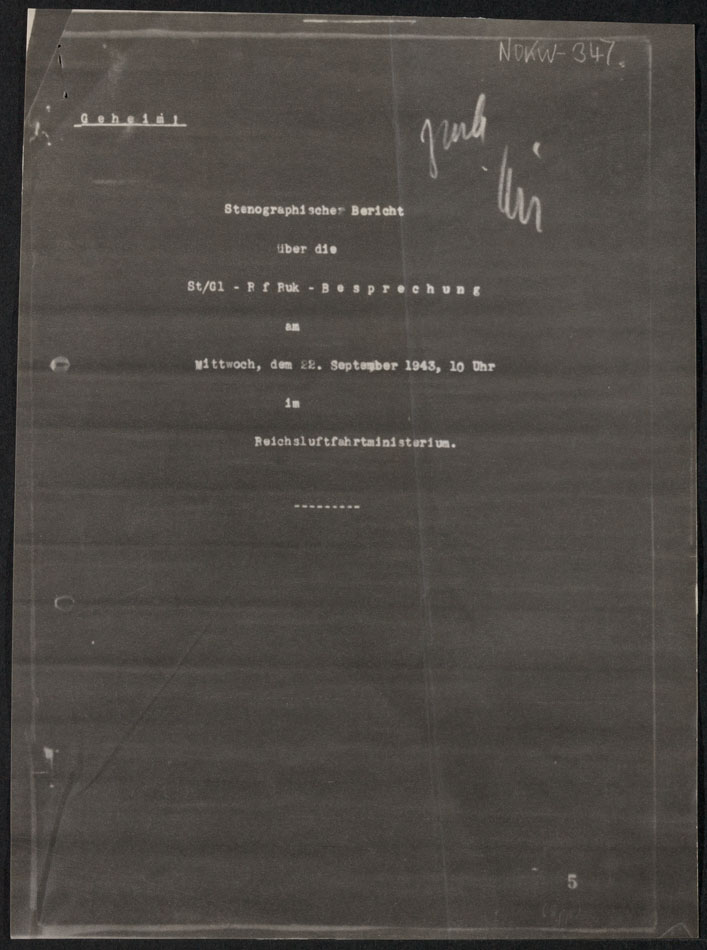 NOKW-347.
Geheim!
Stenographischer Bericht
über die
St/Gl - R f Ruk - Besprechung
am
Mittwoch, dem 22. September 1943, 10 Uhr
im
Reichsluftfahrtministerium.
---------
5